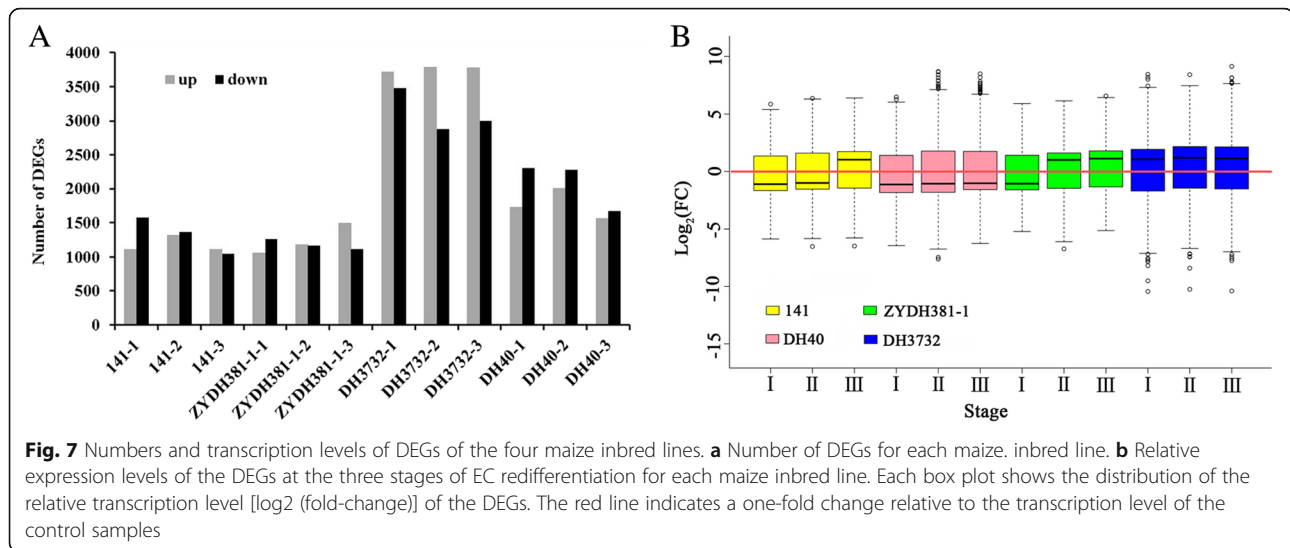 A
up
down
Number of DEGs
4000
3500
3000
2500
2000
1500
1000
500
0
141-1
141-2
141-3
ZYDH381-1-1
ZYDH381-1-2
ZYDH381-1-3
DH3732-1
DH3732-2
DH3732-3
DH40-1
DH40-2
DH40-3
B
Log2(FC)
10
5
0
-5
-10
-15
141
ZYDH381-1
DH40
DH3732
I II III I II III I II III I II III
Stage
Fig. 7 Numbers and transcription levels of DEGs of the four maize inbred lines. a Number of DEGs for each maize. inbred line. b Relative
expression levels of the DEGs at the three stages of EC redifferentiation for each maize inbred line. Each box plot shows the distribution of the
relative transcription level [log2 (fold-change)] of the DEGs. The red line indicates a one-fold change relative to the transcription level of the
control samples